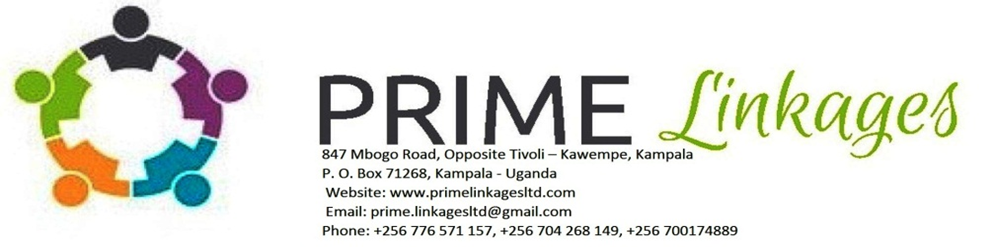 PRIME Linkages
847 Mbogo Road, Opposite Tivoli – Kawempe, Kampala
P. O. Box 71268, Kampala - Uganda
Website: www.primelinkagesltd.com
Email: prime.linkagesltd@gmail.com
Phone: +256 776 571 157, +256 704 268 149, +256 700174889